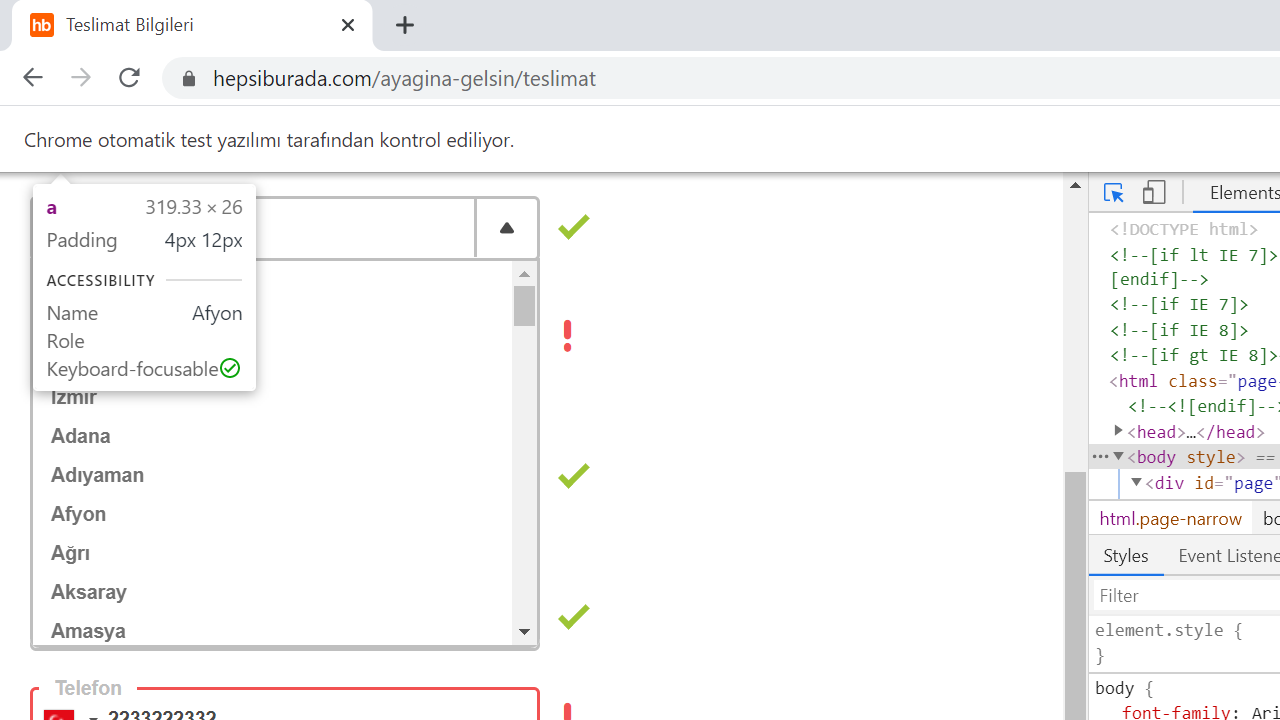 hb Teslimat Bilgileri
hepsiburada.com/ayagina-gelsin/teslimat
Chrome otomatik test yazılımı tarafından kontrol ediliyor.
a 319.33 × 26
Padding 4px 12px
ACCESSIBILITY
Name Afyon
Role
Keyboard-focusable
İzmir
Adana
Adıyaman
Afyon
Ağrı
Aksaray
Amasya
Telefon
2233222332
Elements
<!DOCTYPE html>
<!--[if lt IE 7]>
[endif]-->
<!--[if IE 7]>
<!--[if IE 8]>
<!--[if gt IE 8]>
<html class="page-
<!--<![endif]-->
<head>…</head>
<body style> ==
<div id="page"
html.page-narrow bo
Styles Event Listene
Filter
element.style {
}
body {
font-family: Ari